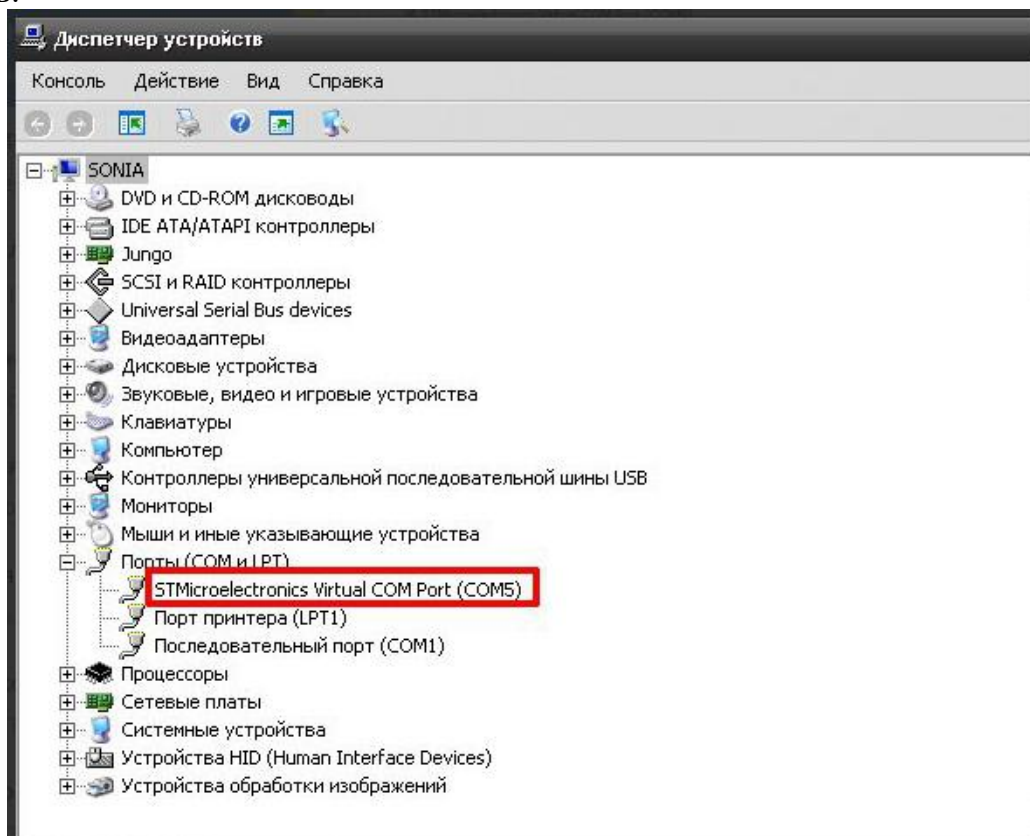 Диспетчер устройств
Консоль Действие Вид Справка
SONIA
DVD и CD-ROM дисководы
IDE ATA/ATAPI контроллеры
Jungo
SCSI и RAID контроллеры
Universal Serial Bus devices
Видеоадаптеры
Дисковые устройства
Звуковые, видео и игровые устройства
Клавиатуры
Компьютер
Контроллеры универсальной последовательной шины USB
Мониторы
Мыши и иные указывающие устройства
Порты (COM и LPT)
STMicroelectronics Virtual COM Port (COM5)
Порт принтера (LPT1)
Последовательный порт (COM1)
Процессоры
Сетевые платы
Системные устройства
Устройства HID (Human Interface Devices)
Устройства обработки изображений